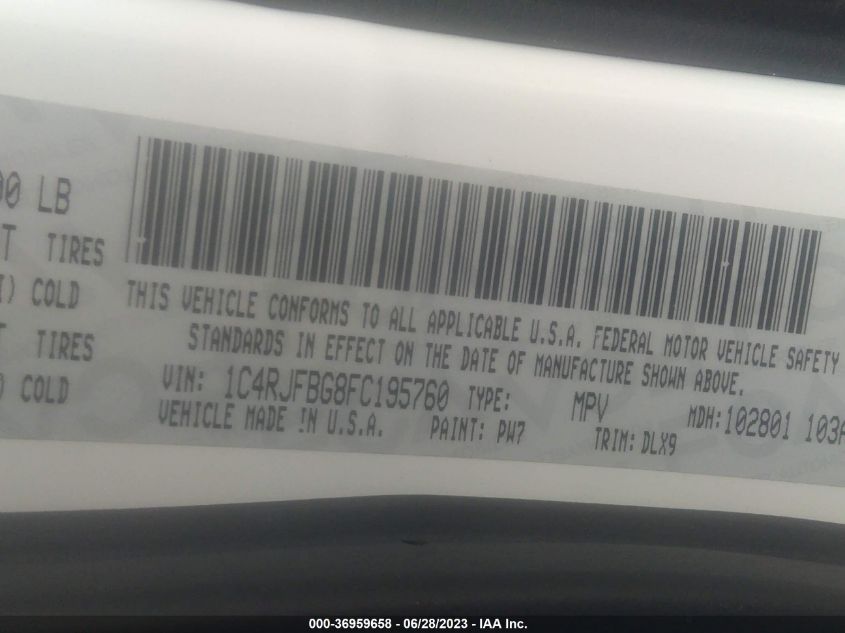 00 LB
T TIRES
) COLD
T TIRES
) COLD
THIS VEHICLE CONFORMS TO ALL APPLICABLE U.S.A. FEDERAL MOTOR VEHICLE SAFETY
STANDARDS IN EFFECT ON THE DATE OF MANUFACTURE SHOWN ABOVE.
VIN: 1C4RJFBG8FC195760 TYPE: MPV MDH: 102801 103A
VEHICLE MADE IN U.S.A. PAINT: PW7 TRIM: DLX9
000-36959658 - 06/28/2023 - IAA Inc.